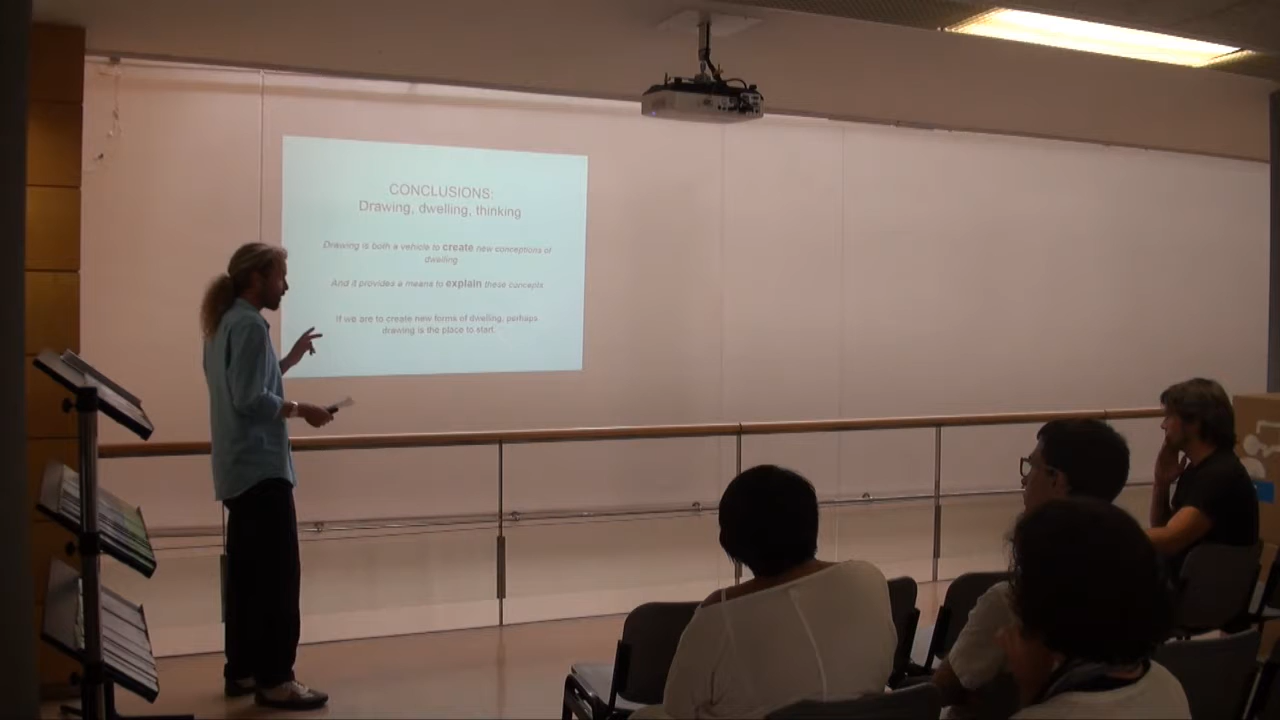 CONCLUSIONS:
Drawing, dwelling, thinking
Drawing is both a vehicle to create new conceptions of
dwelling
And it provides a means to explain these concepts
If we are to create new forms of dwelling, perhaps
drawing is the place to start.